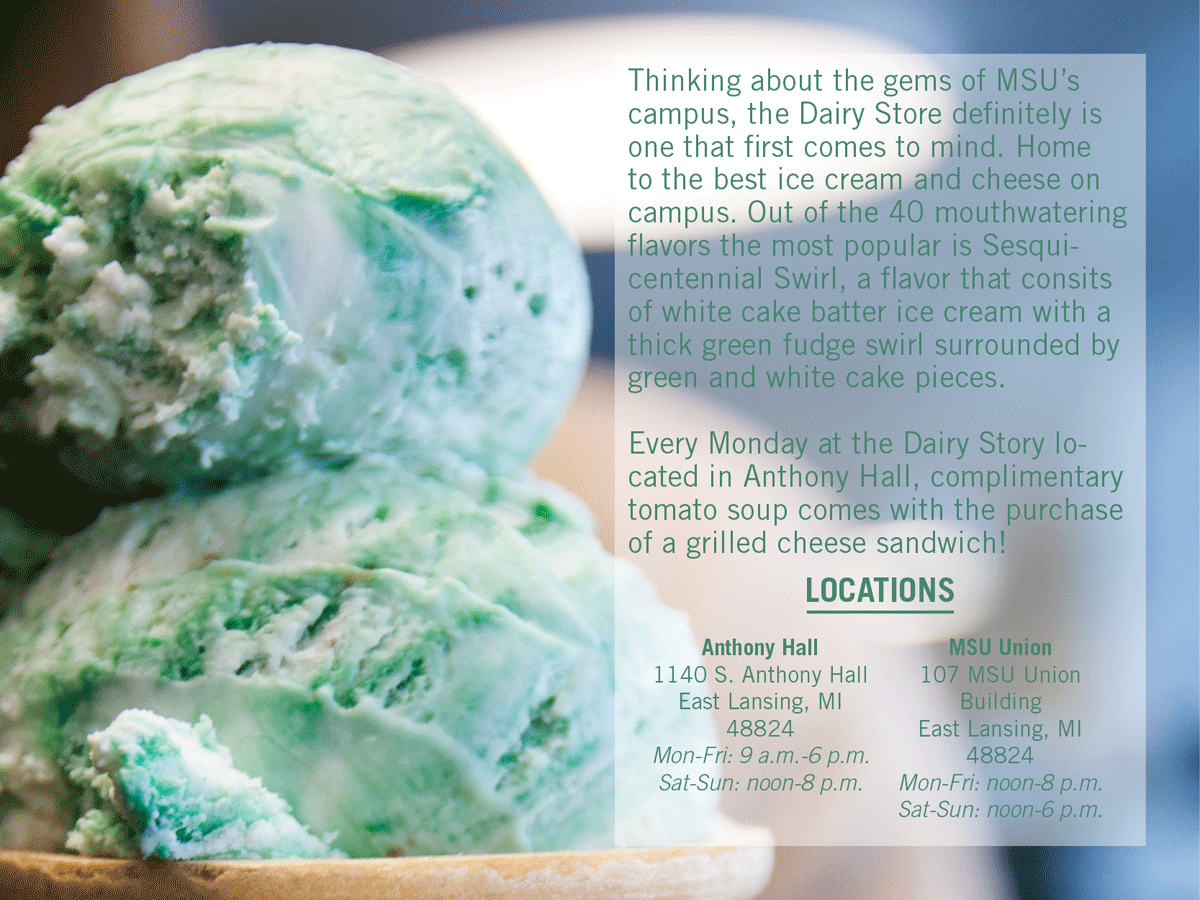 Thinking about the gems of MSU's
campus, the Dairy Store definitely is
one that first comes to mind. Home
to the best ice cream and cheese on
campus. Out of the 40 mouthwatering
flavors the most popular is Sesqui-
centennial Swirl, a flavor that consits
of white cake batter ice cream with a
thick green fudge swirl surrounded by
green and white cake pieces.
Every Monday at the Dairy Story lo-
cated in Anthony Hall, complimentary
tomato soup comes with the purchase
of a grilled cheese sandwich!
LOCATIONS
Anthony Hall
1140 S. Anthony Hall
East Lansing, MI
48824
Mon-Fri: 9 a.m.-6 p.m.
Sat-Sun: noon-8 p.m.
MSU Union
107 MSU Union
Building
East Lansing, MI
48824
Mon-Fri: noon-8 p.m.
Sat-Sun: noon-6 p.m.